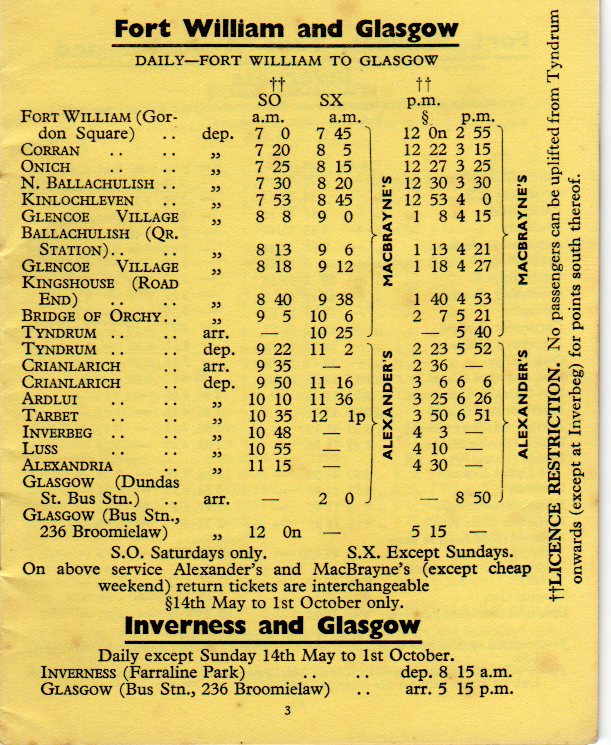 Fort William and Glasgow
DAILY—FORT WILLIAM TO GLASGOW
†† ††
SO SX p.m.
FORT WILLIAM (Gor- a.m. a.m. § p.m.
don Square) .. dep. 7 0 7 45 12 0n 2 55
CORRAN .. .. „ 7 20 8 5 12 22 3 15
ONICH .. .. „ 7 25 8 15 12 27 3 25
N. BALLACHULISH .. „ 7 30 8 20 12 30 3 30
KINLOCHLEVEN .. „ 7 53 8 45 12 53 4 0
GLENCOE VILLAGE „ 8 8 9 0 1 8 4 15
BALLACHULISH (QR.
STATION).. .. „ 8 13 9 6 1 13 4 21
GLENCOE VILLAGE „ 8 18 9 12 1 18 4 27
KINGSHOUSE (ROAD
END) .. .. „ 8 40 9 38 1 40 4 53
BRIDGE OF ORCHY.. „ 9 5 10 6 2 7 5 21
TYNDRUM .. .. arr. — 10 25 — 5 40
TYNDRUM .. .. dep. 9 22 11 2 2 23 5 52
CRIANLARICH .. arr. 9 35 — 2 36 —
CRIANLARICH .. dep. 9 50 11 16 3 6 6 6
ARDLUI .. .. „ 10 10 11 36 3 25 6 26
TARBET .. .. „ 10 35 12 1p 3 50 6 51
INVERBEG .. .. „ 10 48 — 4 3 —
LUSS .. .. „ 10 55 — 4 10 —
ALEXANDRIA .. „ 11 15 — 4 30 —
GLASGOW (Dundas
St. Bus Stn.) .. arr. — 2 0 — 8 50
GLASGOW (Bus Stn.,
236 Broomielaw) „ 12 0n — 5 15 —
MACBRAYNE'S
ALEXANDER'S
MACBRAYNE'S
ALEXANDER'S
S.O. Saturdays only. S.X. Except Sundays.
On above service Alexander's and MacBrayne's (except cheap
weekend) return tickets are interchangeable
§14th May to 1st October only.
††LICENCE RESTRICTION. No passengers can be uplifted from Tyndrum
onwards (except at Inverbeg) for points south thereof.
Inverness and Glasgow
Daily except Sunday 14th May to 1st October.
INVERNESS (Farraline Park) .. .. dep. 8 15 a.m.
GLASGOW (Bus Stn., 236 Broomielaw) .. arr. 5 15 p.m.
3